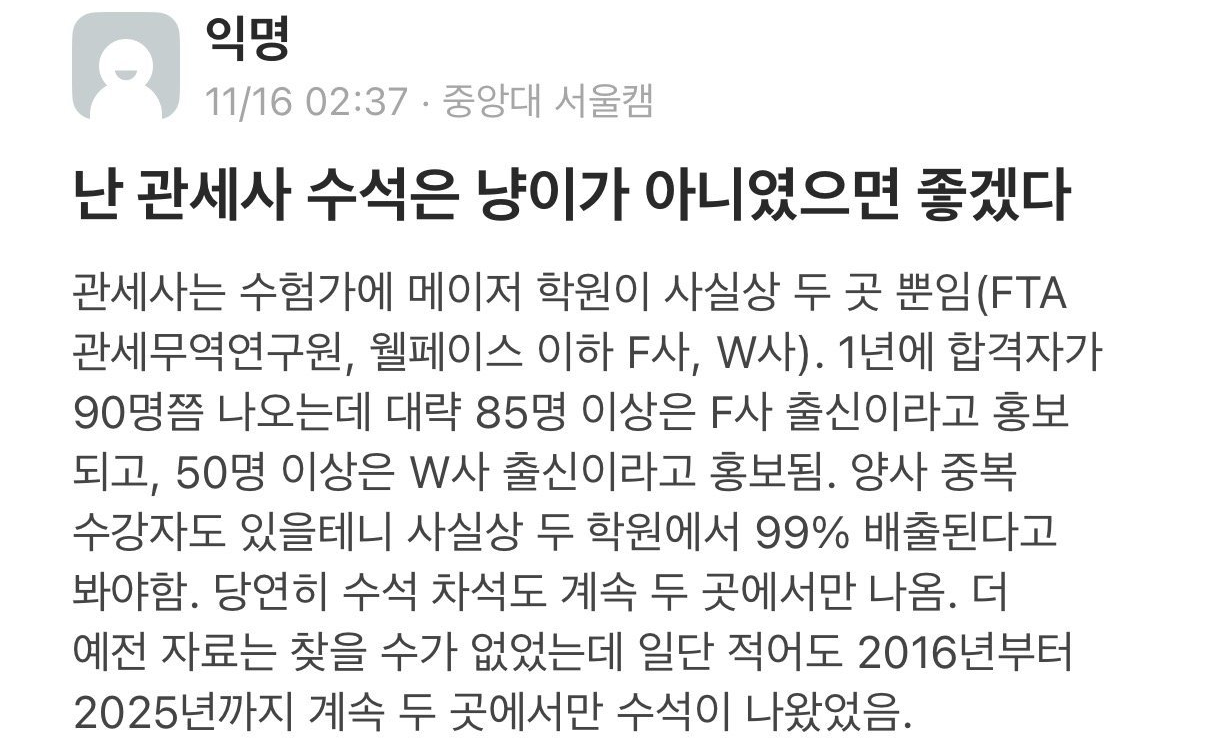 익명
11/16 02:37 · 중앙대 서울캠
난 관세사 수석은 냥이가 아니였으면 좋겠다
관세사는 수험가에 메이저 학원이 사실상 두 곳 뿐임(FTA
관세무역연구원, 웰페이스 이하 F사, W사). 1년에 합격자가
90명쯤 나오는데 대략 85명 이상은 F사 출신이라고 홍보
되고, 50명 이상은 W사 출신이라고 홍보됨. 양사 중복
수강자도 있을테니 사실상 두 학원에서 99% 배출된다고
봐야함. 당연히 수석 차석도 계속 두 곳에서만 나옴. 더
예전 자료는 찾을 수가 없었는데 일단 적어도 2016년부터
2025년까지 계속 두 곳에서만 수석이 나왔었음.